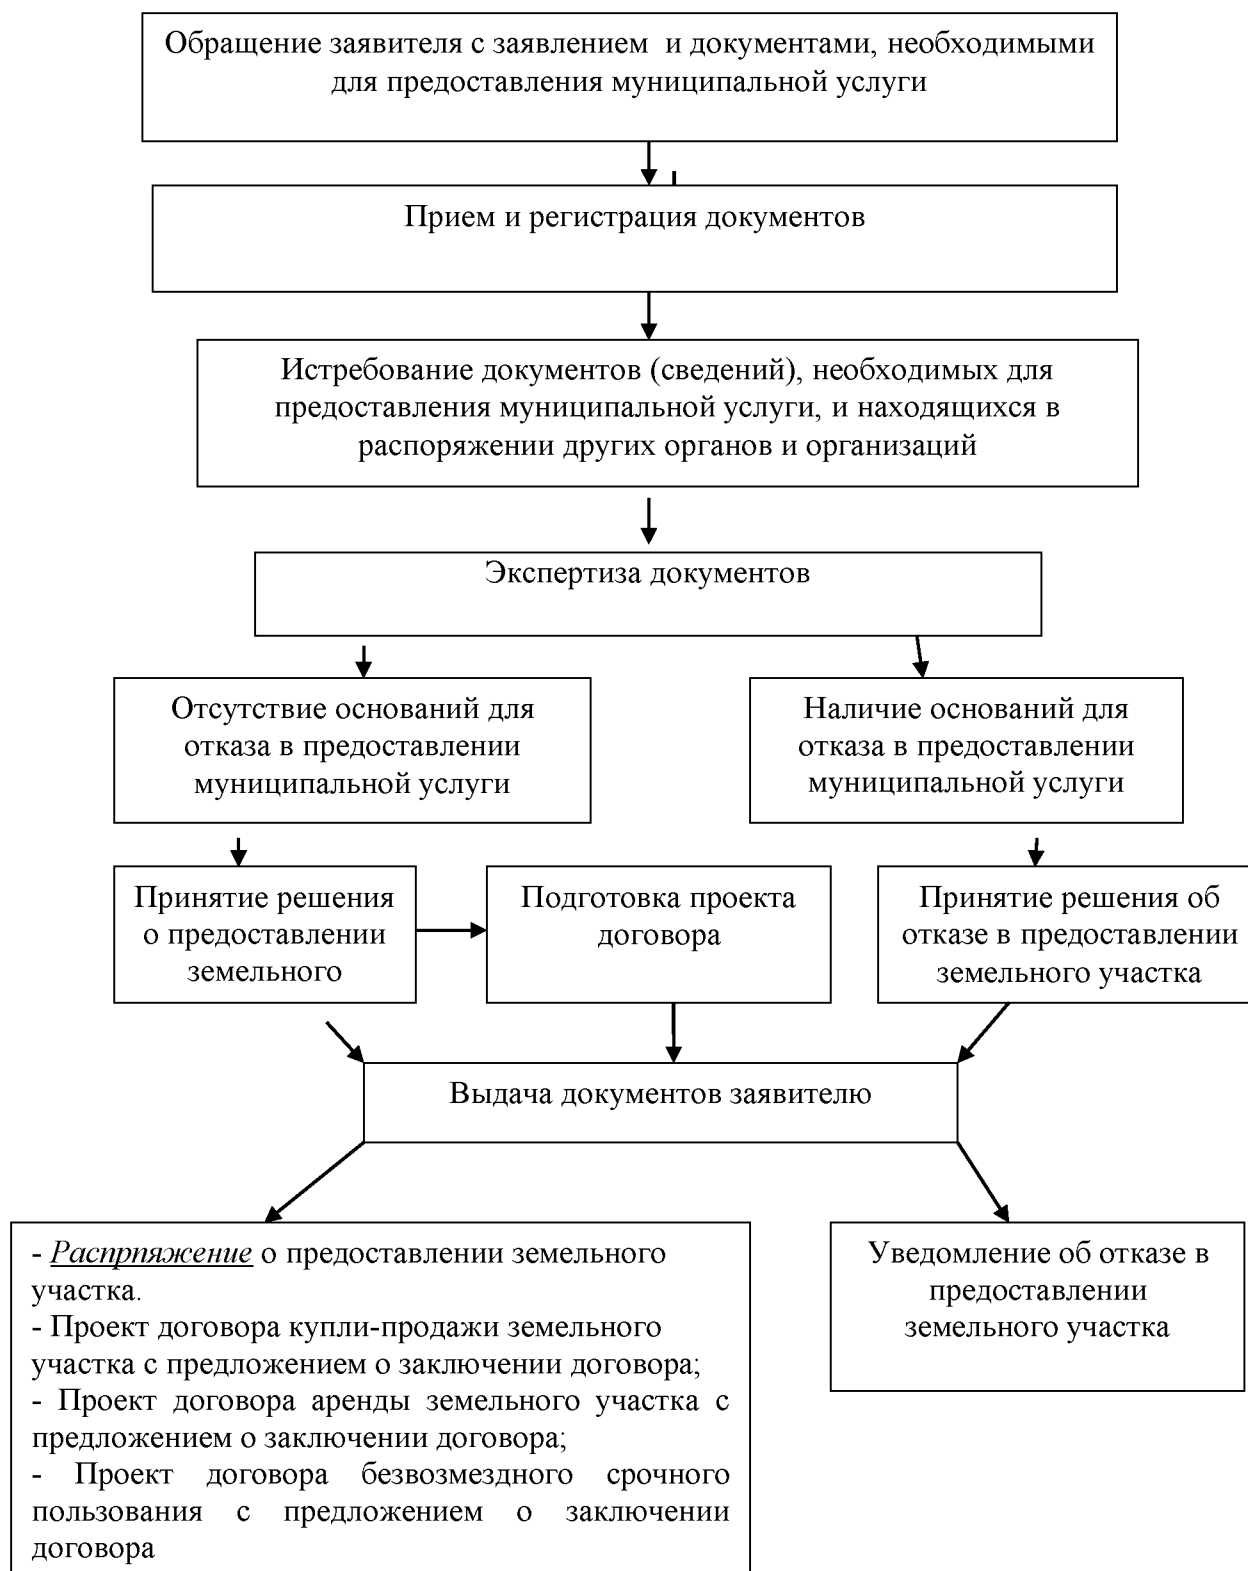 Обращение заявителя с заявлением и документами, необходимыми
для предоставления муниципальной услуги
Прием и регистрация документов
Истребование документов (сведений), необходимых для
предоставления муниципальной услуги, и находящихся в
распоряжении других органов и организаций
Экспертиза документов
Отсутствие оснований для
отказа в предоставлении
муниципальной услуги
Наличие оснований для
отказа в предоставлении
муниципальной услуги
Принятие решения
о предоставлении
земельного
Подготовка проекта
договора
Принятие решения об
отказе в предоставлении
земельного участка
Выдача документов заявителю
- Распрпяжение о предоставлении земельного
участка.
- Проект договора купли-продажи земельного
участка с предложением о заключении договора;
- Проект договора аренды земельного участка с
предложением о заключении договора;
- Проект договора безвозмездного срочного
пользования с предложением о заключении
договора
Уведомление об отказе в
предоставлении
земельного участка